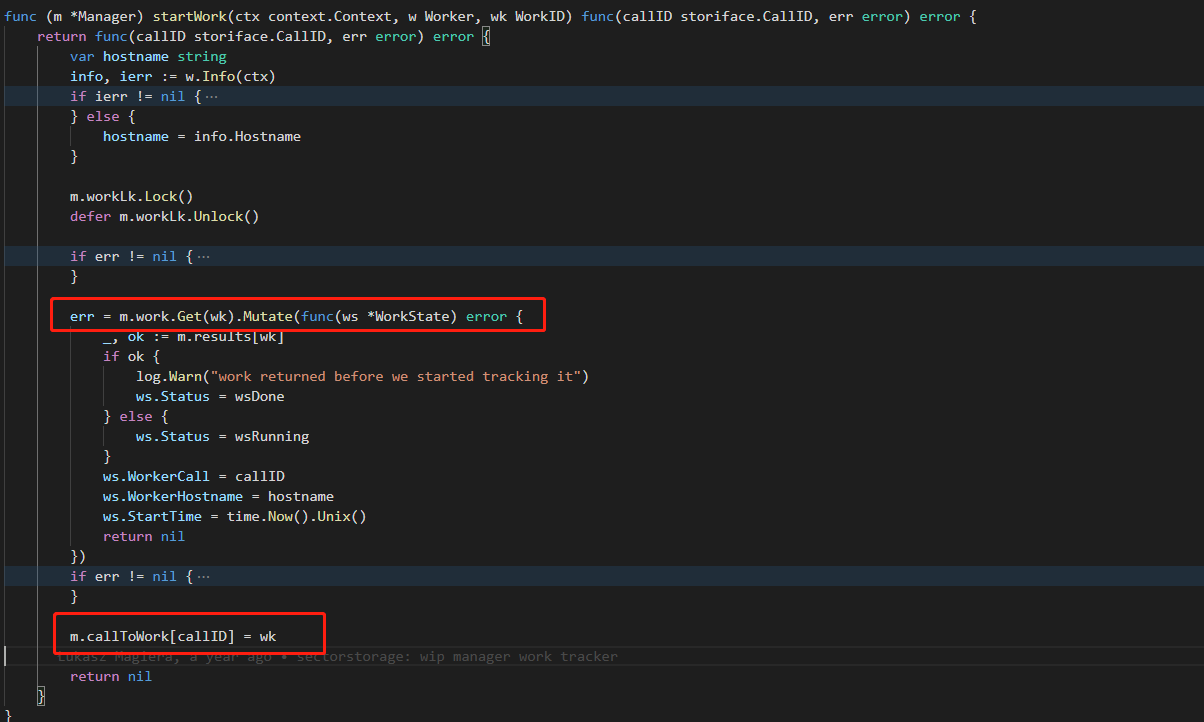 func (m *Manager) startWork(ctx context.Context, w Worker, wk WorkID) func(callID storiface.CallID, err error) error {
return func(callID storiface.CallID, err error) error {
var hostname string
info, ierr := w.Info(ctx)
if ierr != nil {···
} else {
hostname = info.Hostname
}
m.workLk.Lock()
defer m.workLk.Unlock()
if err != nil {···
}
err = m.work.Get(wk).Mutate(func(ws *WorkState) error {
_, ok := m.results[wk]
if ok {
log.Warn("work returned before we started tracking it")
ws.Status = wsDone
} else {
ws.Status = wsRunning
}
ws.WorkerCall = callID
ws.WorkerHostname = hostname
ws.StartTime = time.Now().Unix()
return nil
})
if err != nil {···
}
m.callToWork[callID] = wk
Łukasz Magiera, a year ago • sectorstorage: wip manager work tracker
return nil
}
}